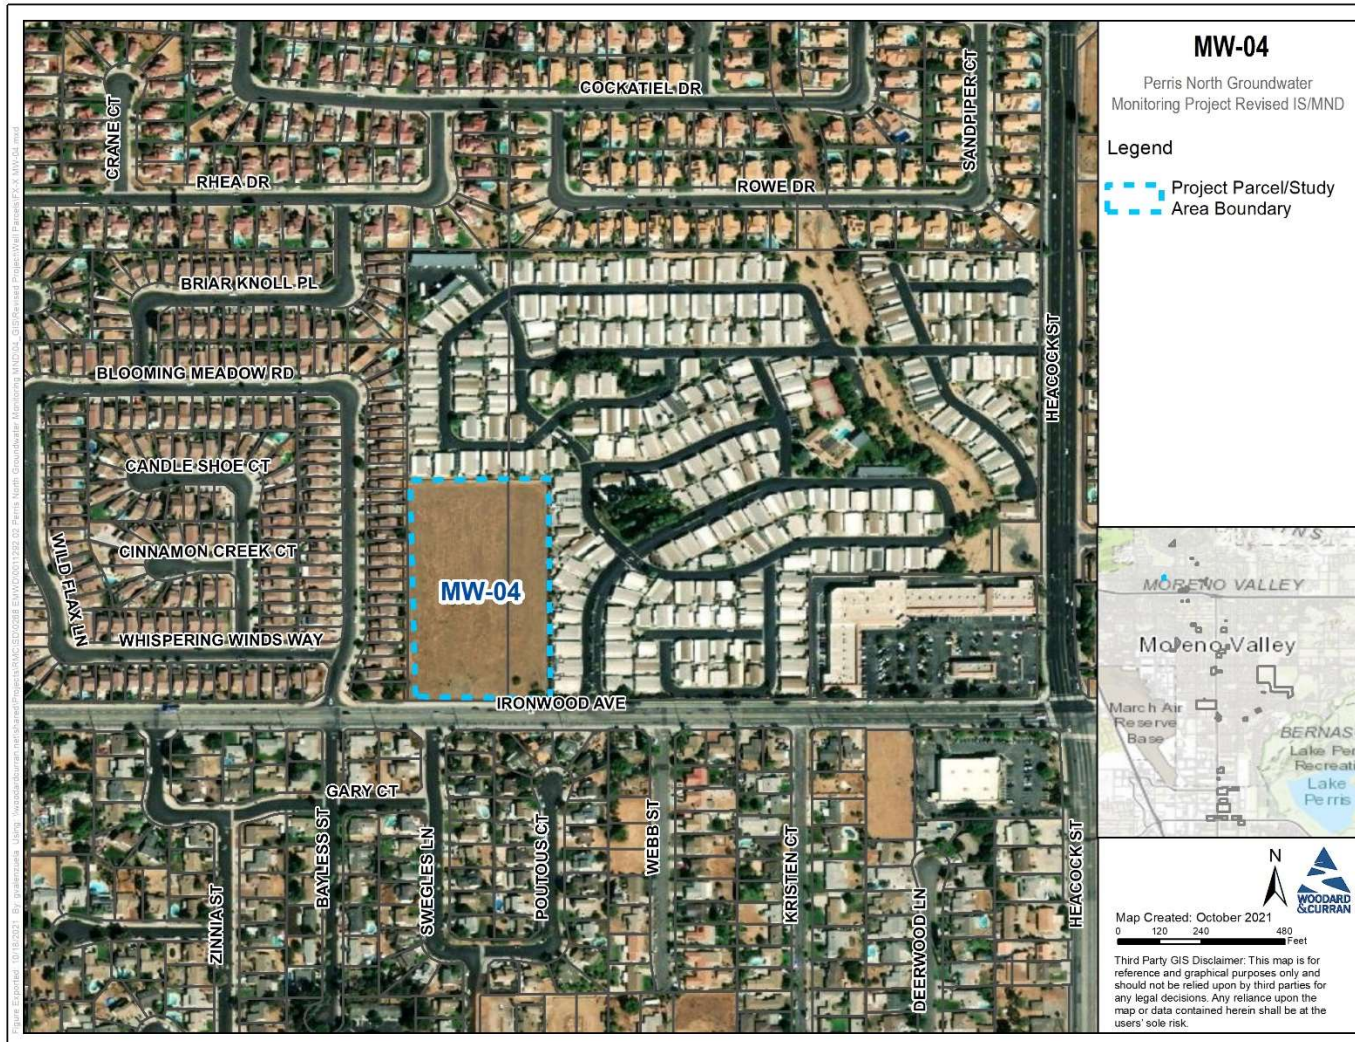 MW-04
Perris North Groundwater
Monitoring Project Revised IS/MND
Legend
Project Parcel/Study
Area Boundary
COCKATIEL DR
CRANE CT
SANDPIPER CT
RHEA DR
ROWE DR
BRIAR KNOLL PL
HEACOCK ST
BLOOMING MEADOW RD
CANDLE SHOE CT
CINNAMON CREEK CT
WILD FLAX LN
MW-04
WHISPERING WINDS WAY
IRONWOOD AVE
GARY CT
ZINNIA ST
BAYLESS ST
SWEGLES LN
POUTOUS CT
WEBB ST
KRISTEN CT
DEERWOOD LN
HEACOCK ST
MORENO VALLEY
Moreno Valley
March Air
Reserve
Base
BERNAS
Lake Per
Recreati
Lake
Perris
N
WOODARD
&CURRAN
Map Created: October 2021
0 120 240 480
Feet
Third Party GIS Disclaimer: This map is for
reference and graphical purposes only and
should not be relied upon by third parties for
any legal decisions. Any reliance upon the
map or data contained herein shall be at the
users' sole risk.